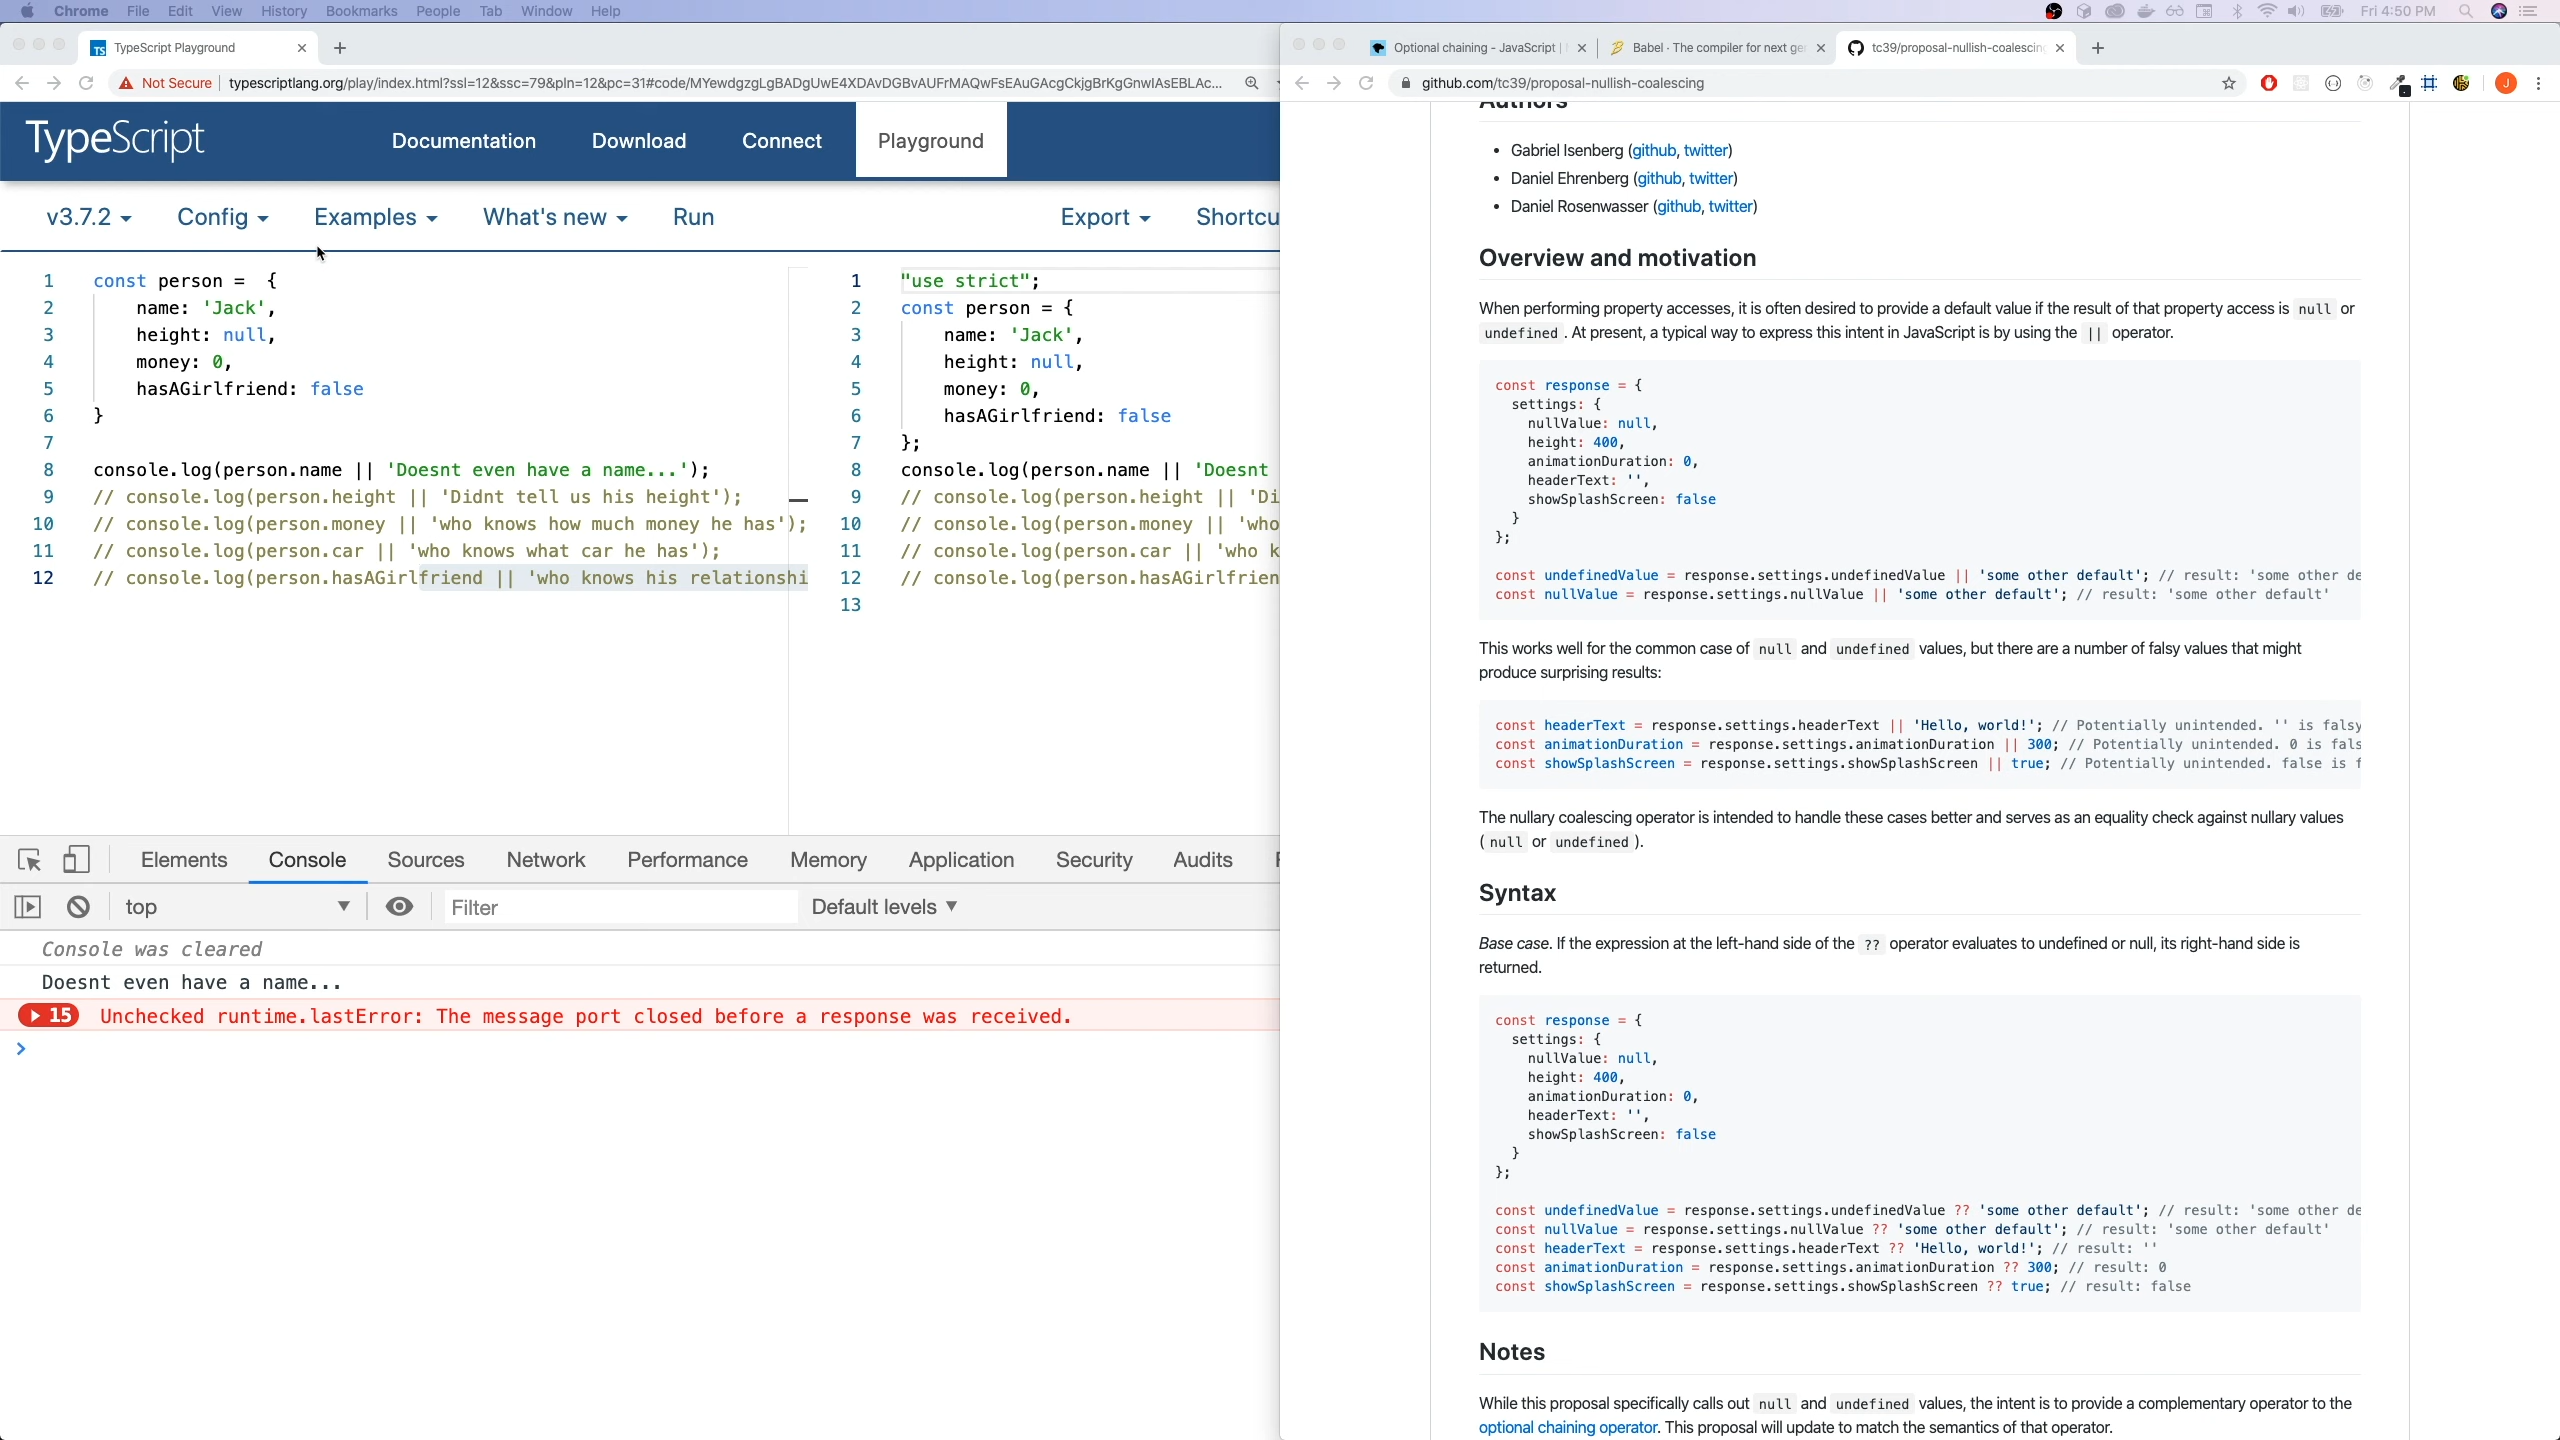 Chrome File Edit View History Bookmarks People Tab Window Help
Fri 4:50 PM
TypeScript Playground
Not Secure typescriptlang.org/play/index.html?ssl=12&ssc=79&pln=12&pc=31#code/MYewdgzgLgBADgUwE4XDAvDGBvAUFrMAQwFsEAuGAcgCkjgBrKgGnwIAsEBLAc...
TypeScript
Documentation Download Connect Playground
v3.7.2 Config Examples What's new Run Export Shortcu
1 const person =  {
2 name: 'Jack',
3 height: null,
4 money: 0,
5 hasAGirlfriend: false
6 }
7
8 console.log(person.name || 'Doesnt even have a name...');
9 // console.log(person.height || 'Didnt tell us his height');
10 // console.log(person.money || 'who knows how much money he has');
11 // console.log(person.car || 'who knows what car he has');
12 // console.log(person.hasAGirlfriend || 'who knows his relationshi
1 "use strict";
2 const person = {
3 name: 'Jack',
4 height: null,
5 money: 0,
6 hasAGirlfriend: false
7 };
8 console.log(person.name || 'Doesnt
9 // console.log(person.height || 'Di
10 // console.log(person.money || 'who
11 // console.log(person.car || 'who k
12 // console.log(person.hasAGirlfrien
13
Elements Console Sources Network Performance Memory Application Security Audits
top Filter Default levels
Console was cleared
Doesnt even have a name...
15 Unchecked runtime.lastError: The message port closed before a response was received.
Optional chaining - JavaScript | Babel · The compiler for next ge tc39/proposal-nullish-coalescin
github.com/tc39/proposal-nullish-coalescing
J
Authors
• Gabriel Isenberg (github, twitter)
• Daniel Ehrenberg (github, twitter)
• Daniel Rosenwasser (github, twitter)
Overview and motivation
When performing property accesses, it is often desired to provide a default value if the result of that property access is null or
undefined . At present, a typical way to express this intent in JavaScript is by using the || operator.
const response = {
settings: {
nullValue: null,
height: 400,
animationDuration: 0,
headerText: '',
showSplashScreen: false
}
};
const undefinedValue = response.settings.undefinedValue || 'some other default'; // result: 'some other de
const nullValue = response.settings.nullValue || 'some other default'; // result: 'some other default'
This works well for the common case of null and undefined values, but there are a number of falsy values that might
produce surprising results:
const headerText = response.settings.headerText || 'Hello, world!'; // Potentially unintended. '' is falsy
const animationDuration = response.settings.animationDuration || 300; // Potentially unintended. 0 is fals
const showSplashScreen = response.settings.showSplashScreen || true; // Potentially unintended. false is f
The nullary coalescing operator is intended to handle these cases better and serves as an equality check against nullary values
( null or undefined ).
Syntax
Base case. If the expression at the left-hand side of the ?? operator evaluates to undefined or null, its right-hand side is
returned.
const response = {
settings: {
nullValue: null,
height: 400,
animationDuration: 0,
headerText: '',
showSplashScreen: false
}
};
const undefinedValue = response.settings.undefinedValue ?? 'some other default'; // result: 'some other de
const nullValue = response.settings.nullValue ?? 'some other default'; // result: 'some other default'
const headerText = response.settings.headerText ?? 'Hello, world!'; // result: ''
const animationDuration = response.settings.animationDuration ?? 300; // result: 0
const showSplashScreen = response.settings.showSplashScreen ?? true; // result: false
Notes
While this proposal specifically calls out null and undefined values, the intent is to provide a complementary operator to the
optional chaining operator. This proposal will update to match the semantics of that operator.